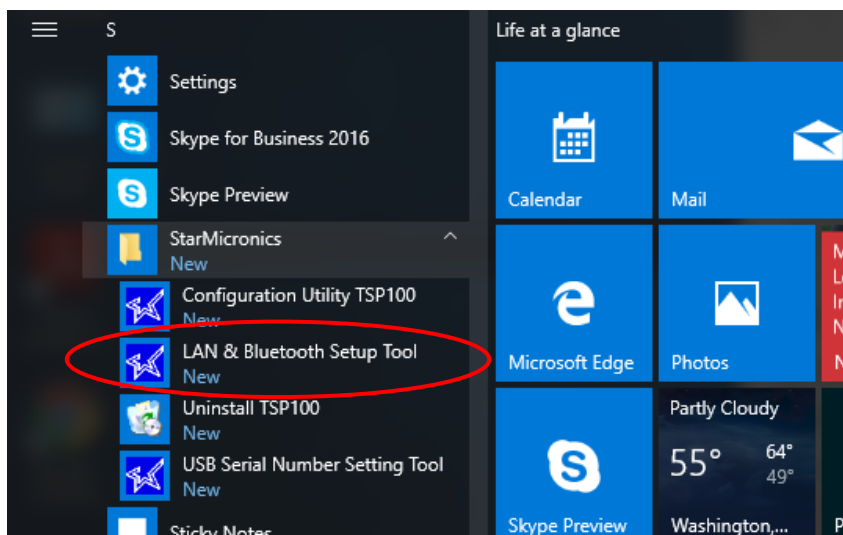 S
Settings
Skype for Business 2016
Skype Preview
StarMicronics
New
Configuration Utility TSP100
New
LAN & Bluetooth Setup Tool
New
Uninstall TSP100
New
USB Serial Number Setting Tool
New
Sticky Notes
Life at a glance
Calendar
Mail
Microsoft Edge
Photos
Skype Preview
Partly Cloudy
55°
64°
49°
Washington,...